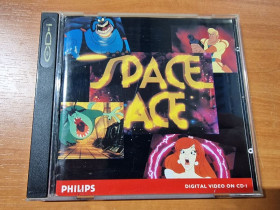 CD-I
SPACE
ACE
PHILIPS
DIGITAL VIDEO ON CD-I